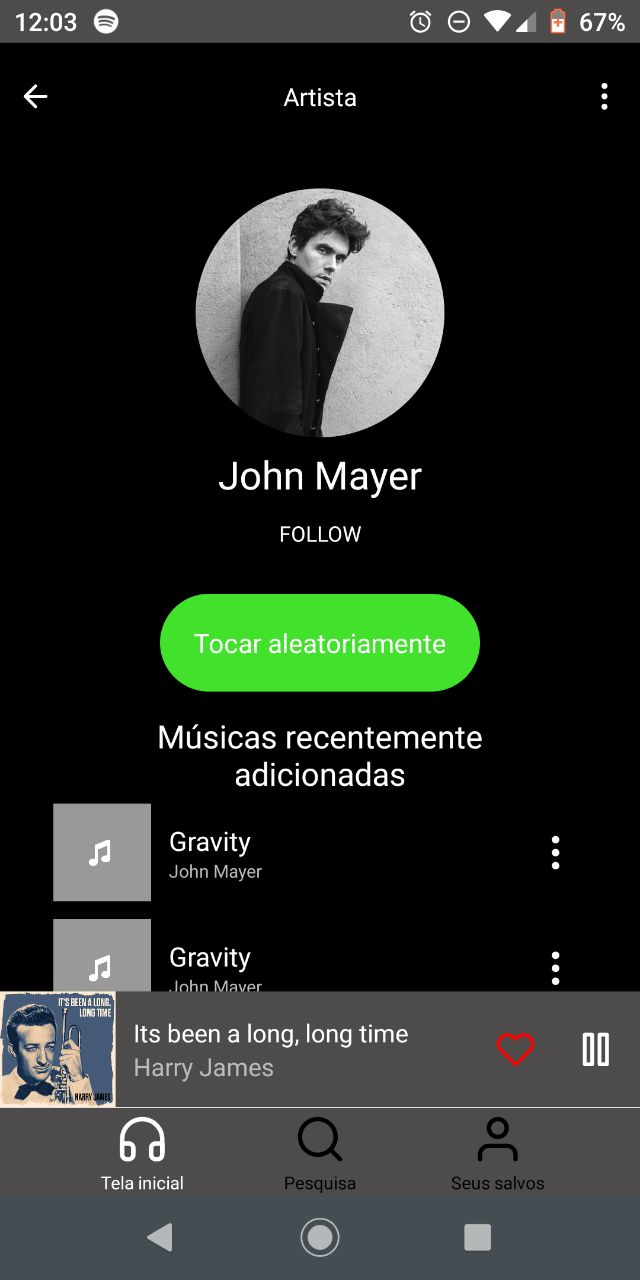 12:03
67%
Artista
John Mayer
FOLLOW
Tocar aleatoriamente
Músicas recentemente
adicionadas
Gravity
John Mayer
Gravity
John Mayer
IT'S BEEN A LONG,
LONG TIME
HARRY JAMES
Its been a long, long time
Harry James
Tela inicial
Pesquisa
Seus salvos